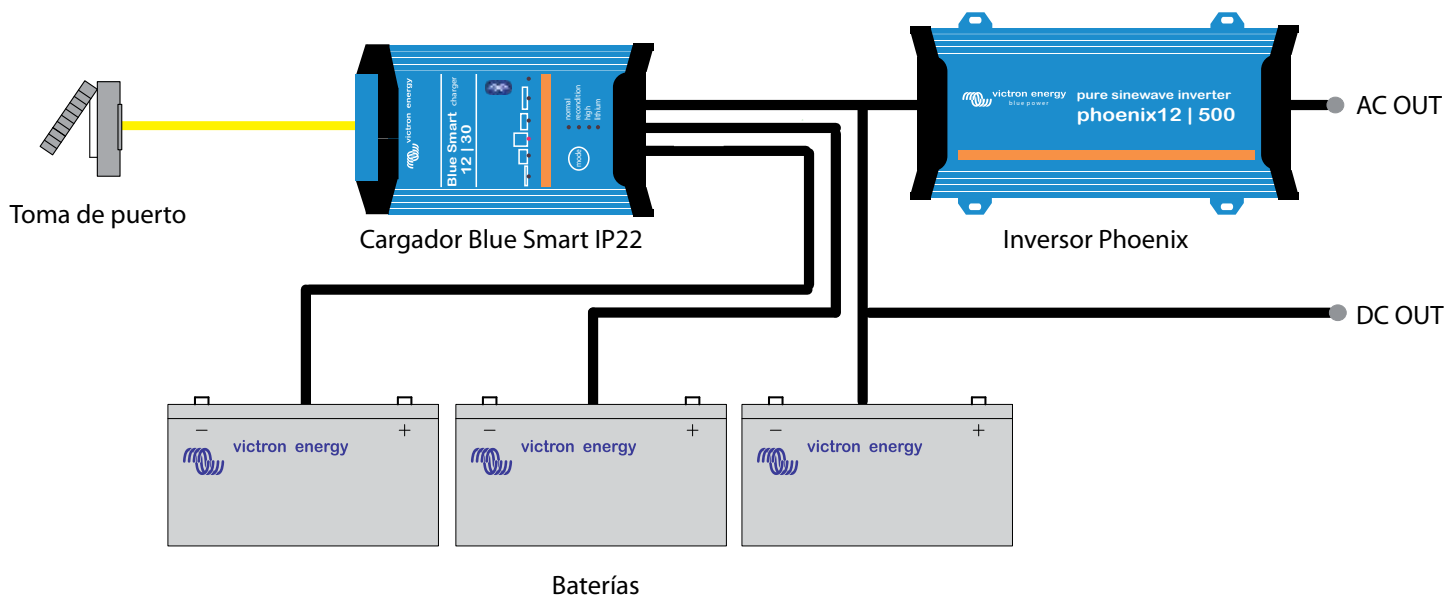 Toma de puerto
victron energy
Blue Smart charger
12 | 30
normal
recondition
high
lithium
mode
Cargador Blue Smart IP22
victron energy
blue power
pure sinewave inverter
phoenix12 | 500
Inversor Phoenix
AC OUT
DC OUT
− +
victron energy
− +
victron energy
− +
victron energy
Baterías